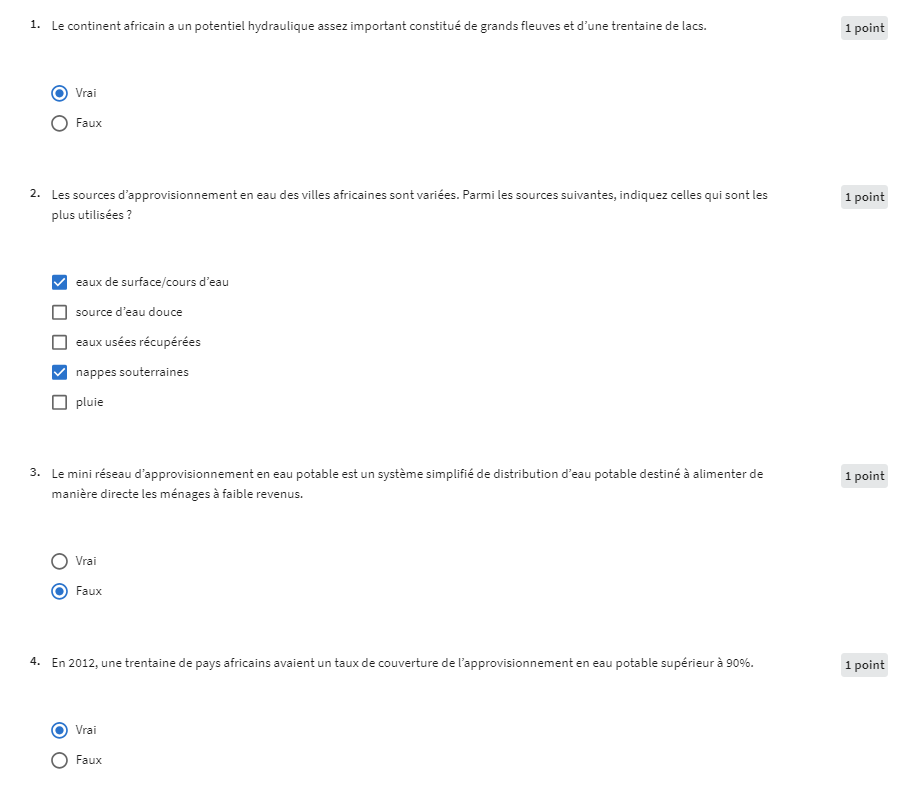 1. Le continent africain a un potentiel hydraulique assez important constitué de grands fleuves et d'une trentaine de lacs.
1 point
Vrai
Faux
2. Les sources d'approvisionnement en eau des villes africaines sont variées. Parmi les sources suivantes, indiquez celles qui sont les
plus utilisées ?
1 point
eaux de surface/cours d'eau
source d'eau douce
eaux usées récupérées
nappes souterraines
pluie
3. Le mini réseau d'approvisionnement en eau potable est un système simplifié de distribution d'eau potable destiné à alimenter de
manière directe les ménages à faible revenus.
1 point
Vrai
Faux
4. En 2012, une trentaine de pays africains avaient un taux de couverture de l'approvisionnement en eau potable supérieur à 90%.
1 point
Vrai
Faux